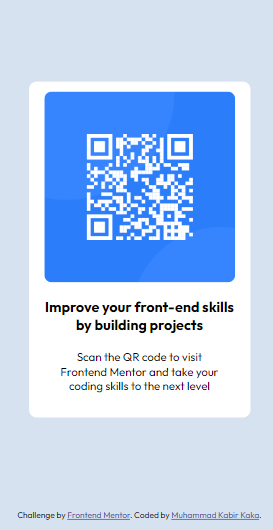 Improve your front-end skills
by building projects
Scan the QR code to visit
Frontend Mentor and take your
coding skills to the next level
Challenge by Frontend Mentor. Coded by Muhammad Kabir Kaka.